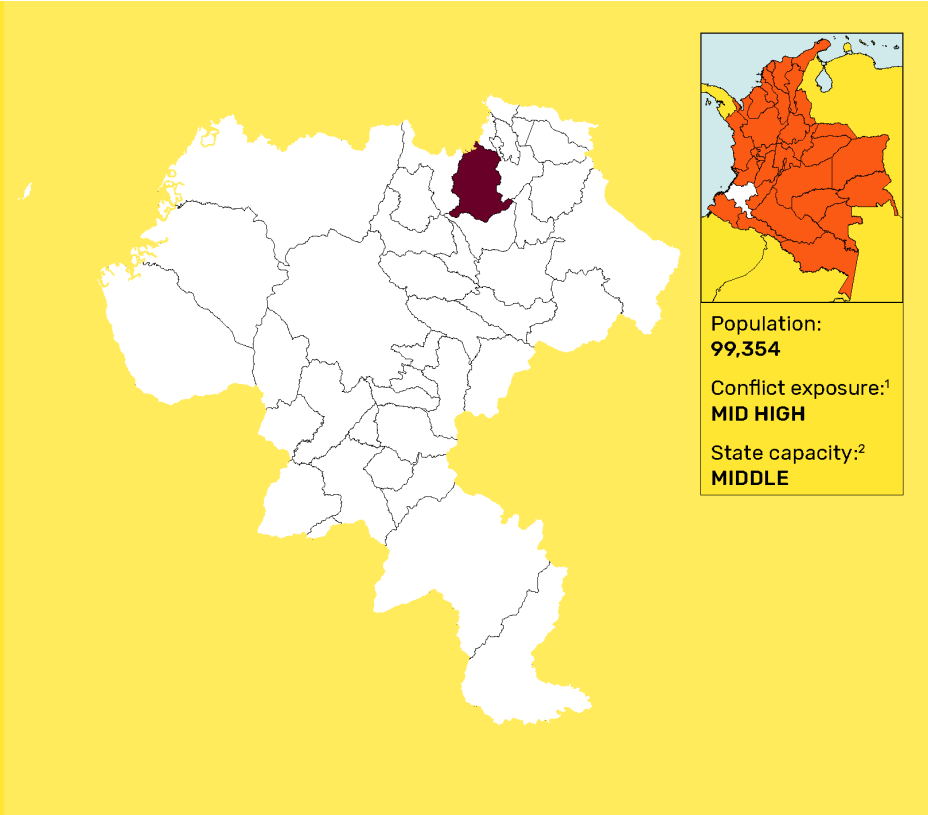 Population:
99,354
Conflict exposure:¹
MID HIGH
State capacity:²
MIDDLE